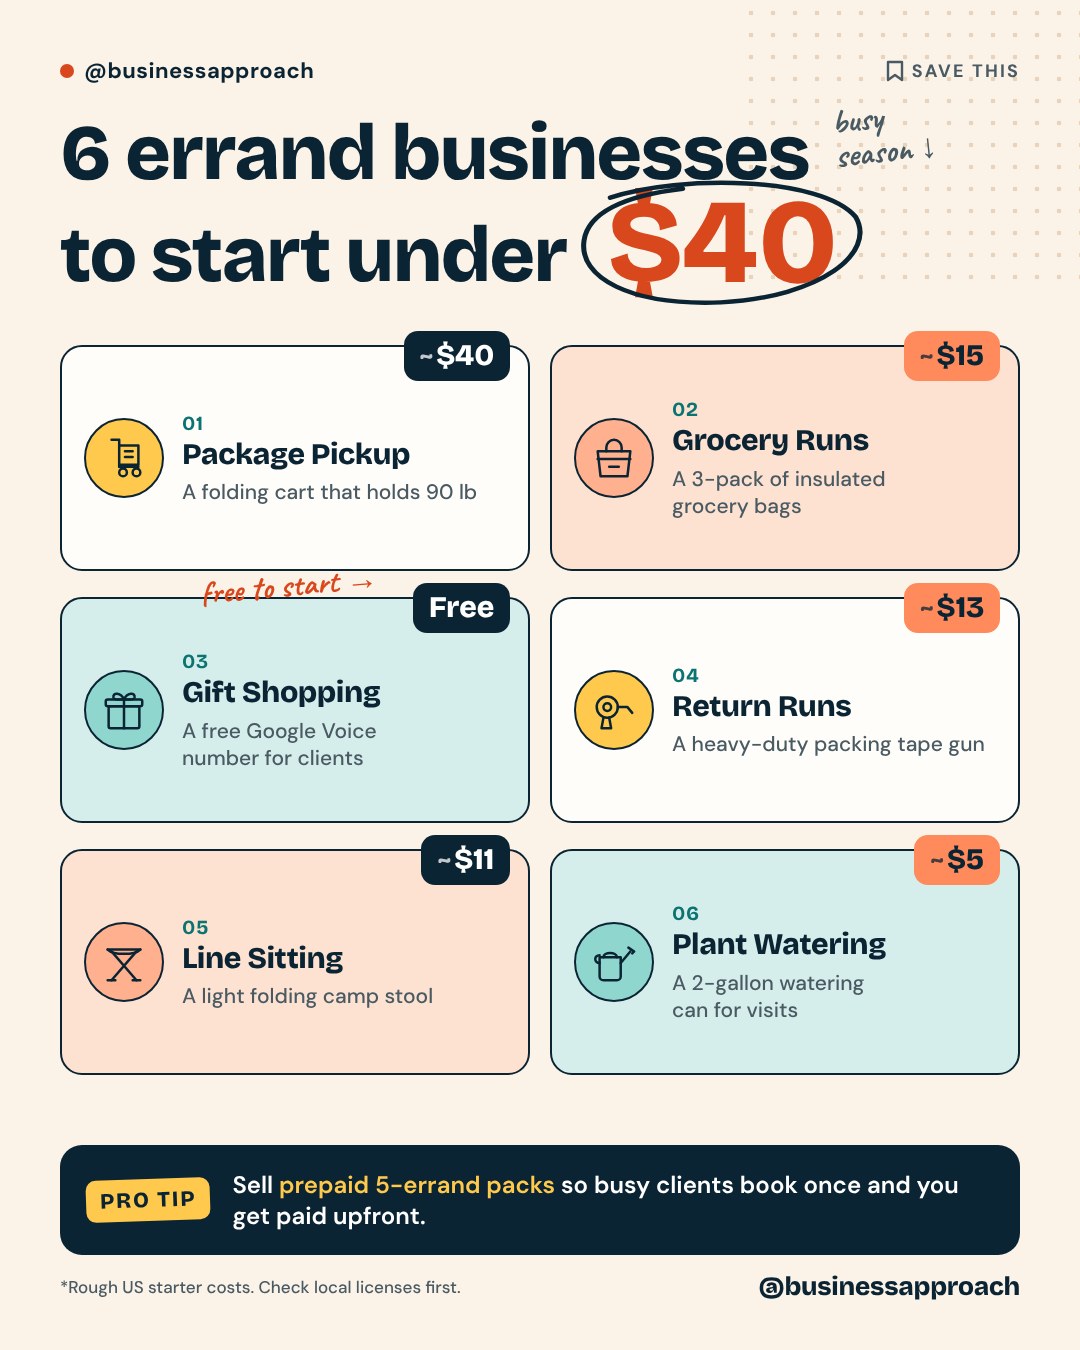 @businessapproach
SAVE THIS
6 errand businesses
busy
season ↓
to start under $40
~$40
01
Package Pickup
A folding cart that holds 90 lb
~$15
02
Grocery Runs
A 3-pack of insulated
grocery bags
free to start →
Free
03
Gift Shopping
A free Google Voice
number for clients
~$13
04
Return Runs
A heavy-duty packing tape gun
~$11
05
Line Sitting
A light folding camp stool
~$5
06
Plant Watering
A 2-gallon watering
can for visits
PRO TIP
Sell prepaid 5-errand packs so busy clients book once and you
get paid upfront.
*Rough US starter costs. Check local licenses first.
@businessapproach